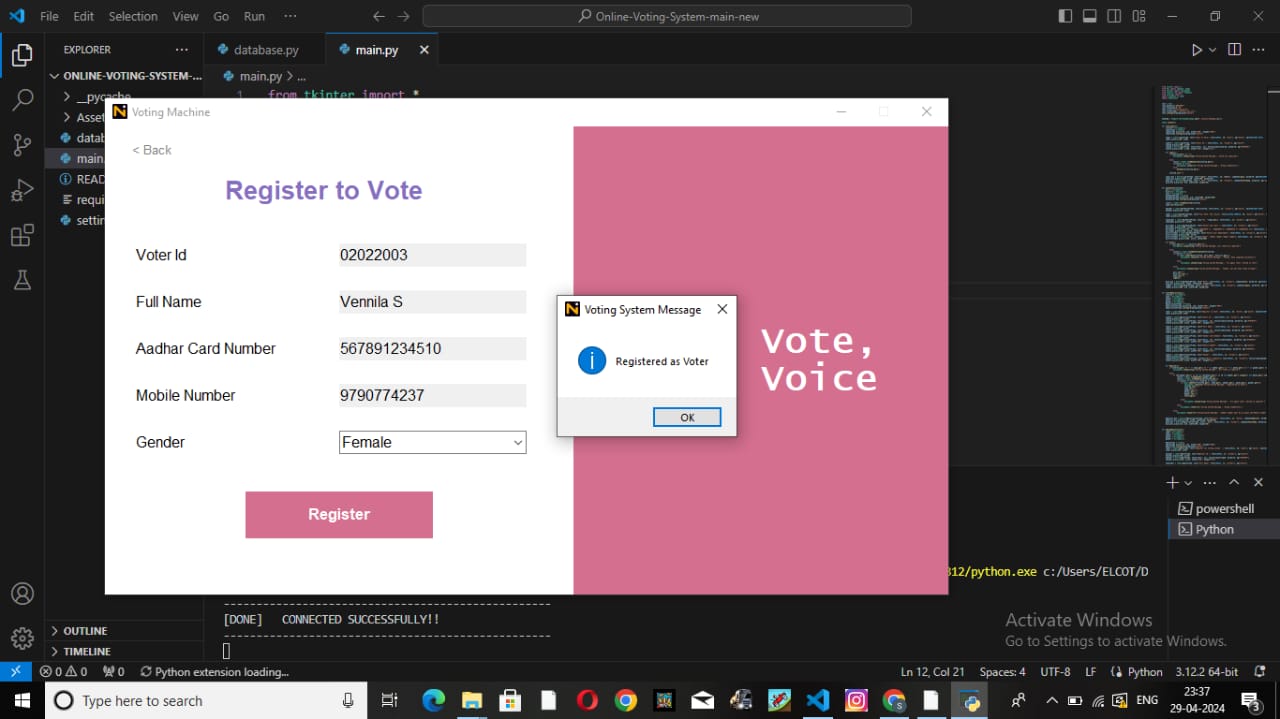 File Edit Selection View Go Run ··· Online-Voting-System-main-new
EXPLORER ···
database.py
main.py
ONLINE-VOTING-SYSTEM-...
main.py > ...
__pycache
1 from tkinter import *
Asset
datab
main.
READ
requi
settin
Voting Machine
< Back
Register to Vote
Voter Id 02022003
Full Name Vennila S
Aadhar Card Number 567891234510
Mobile Number 9790774237
Gender Female
Register
Voting System Message
Registered as Voter
OK
Vote,
Voice
powershell
Python
312/python.exe c:/Users/ELCOT/D
--------------------------------------------------
[DONE] CONNECTED SUCCESSFULLY!!
--------------------------------------------------
OUTLINE
TIMELINE
Activate Windows
Go to Settings to activate Windows.
0 0 0 Python extension loading... Ln 12, Col 21 Spaces: 4 UTF-8 LF Python 3.12.2 64-bit
Type here to search
ENG
23:37
29-04-2024
3